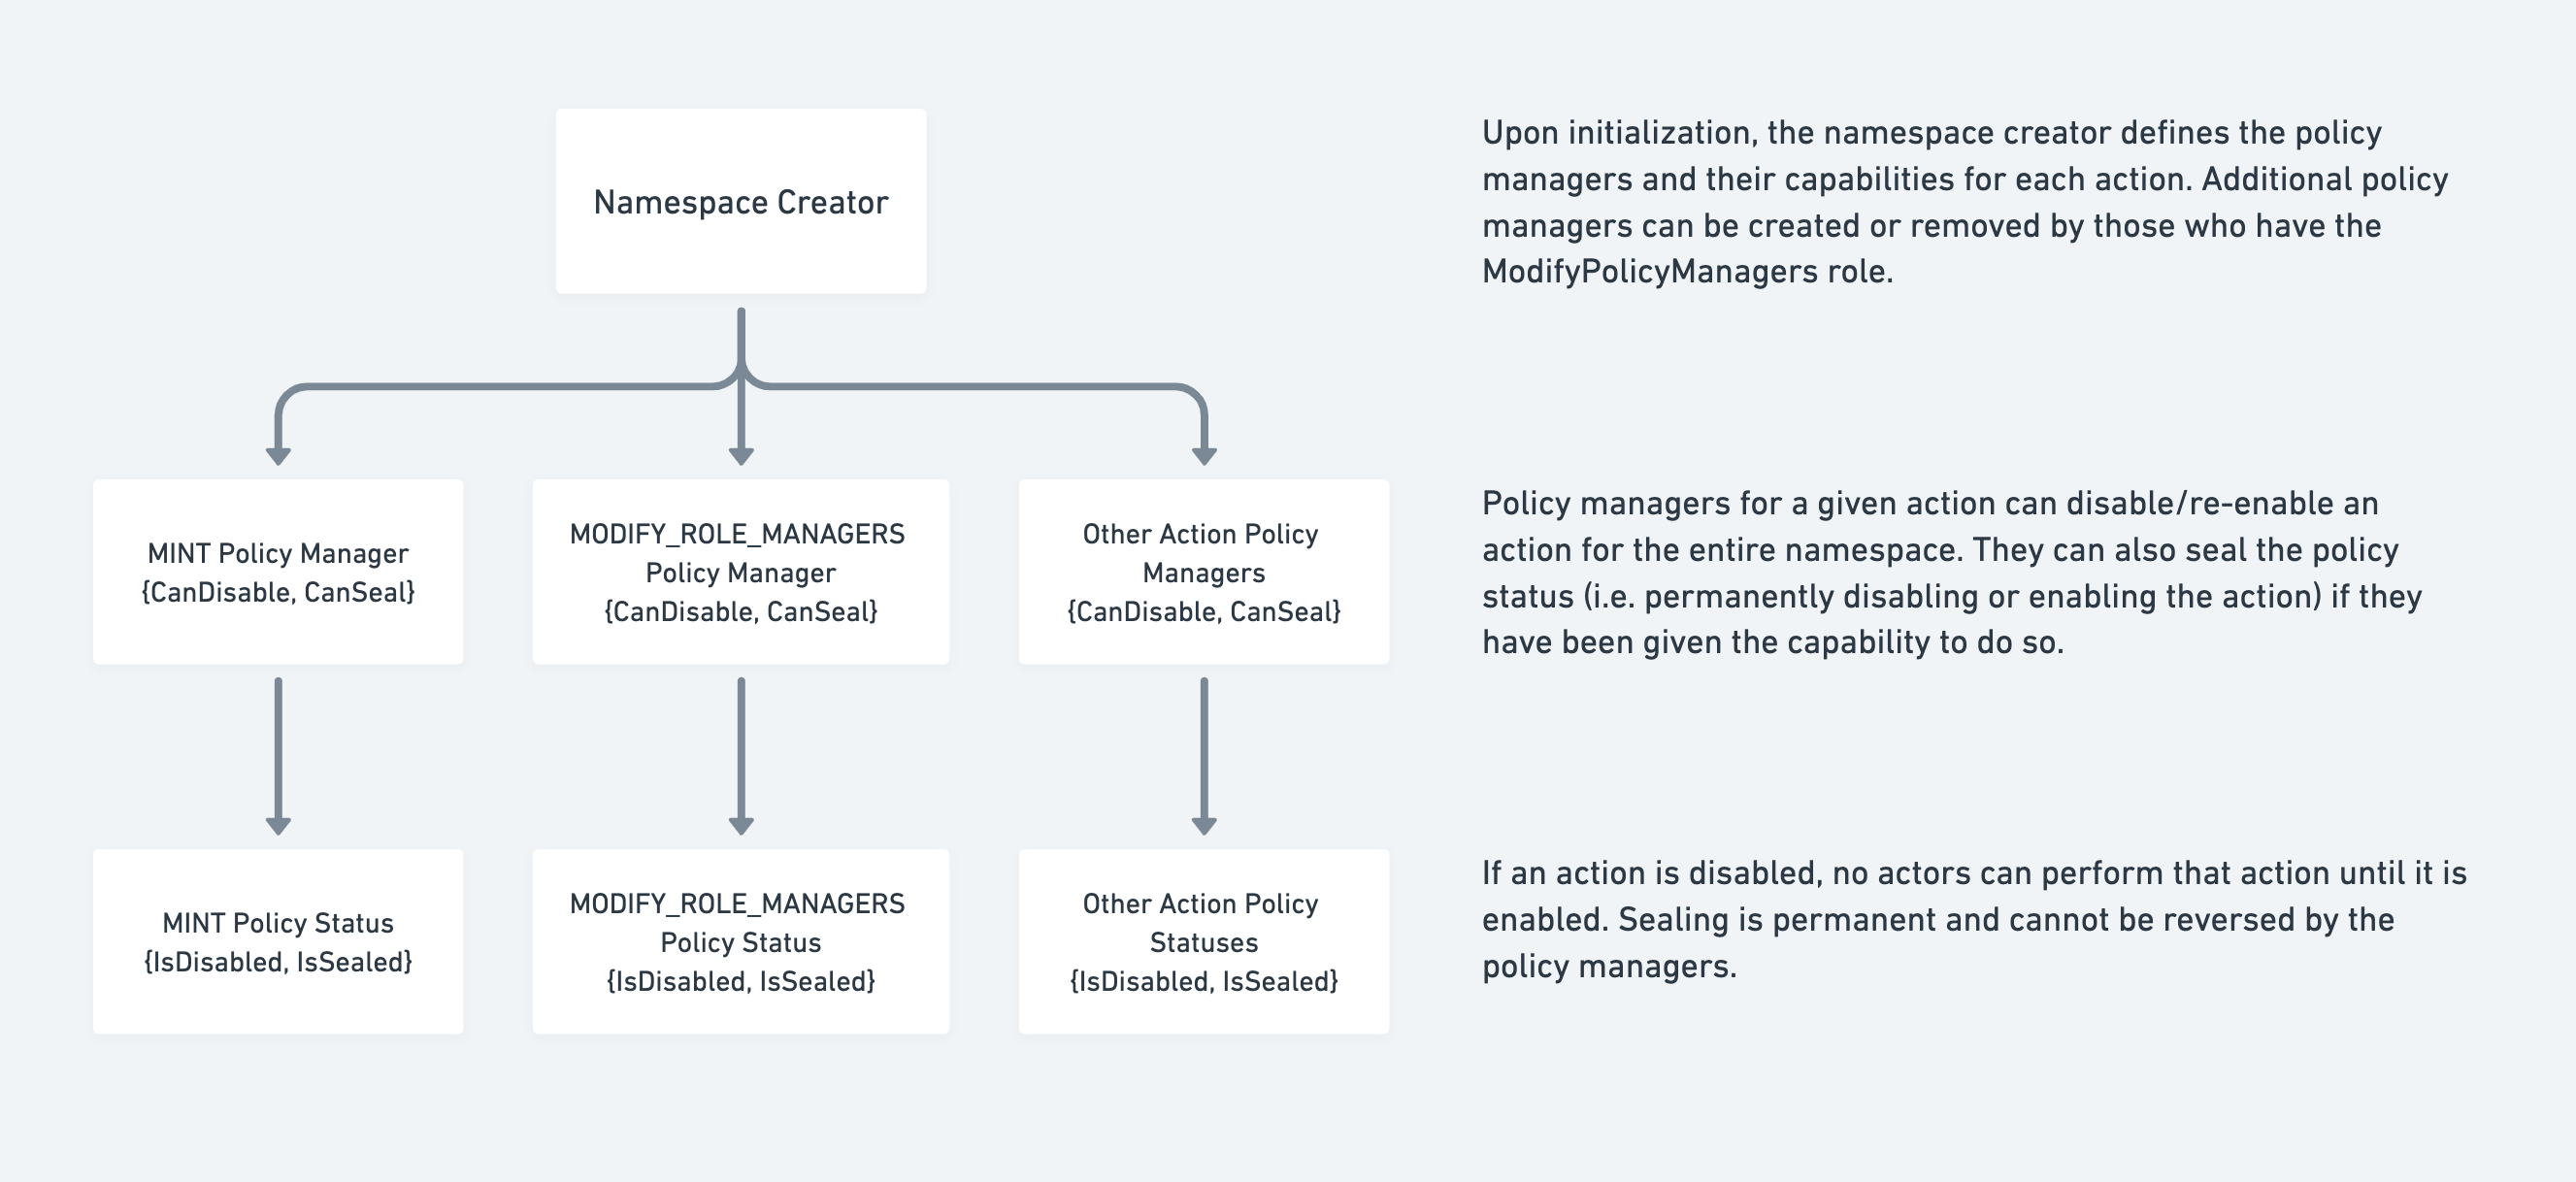 Namespace Creator
Upon initialization, the namespace creator defines the policy
managers and their capabilities for each action. Additional policy
managers can be created or removed by those who have the
ModifyPolicyManagers role.
MINT Policy Manager
{CanDisable, CanSeal}
MODIFY_ROLE_MANAGERS
Policy Manager
{CanDisable, CanSeal}
Other Action Policy
Managers
{CanDisable, CanSeal}
Policy managers for a given action can disable/re-enable an
action for the entire namespace. They can also seal the policy
status (i.e. permanently disabling or enabling the action) if they
have been given the capability to do so.
MINT Policy Status
{IsDisabled, IsSealed}
MODIFY_ROLE_MANAGERS
Policy Status
{IsDisabled, IsSealed}
Other Action Policy
Statuses
{IsDisabled, IsSealed}
If an action is disabled, no actors can perform that action until it is
enabled. Sealing is permanent and cannot be reversed by the
policy managers.